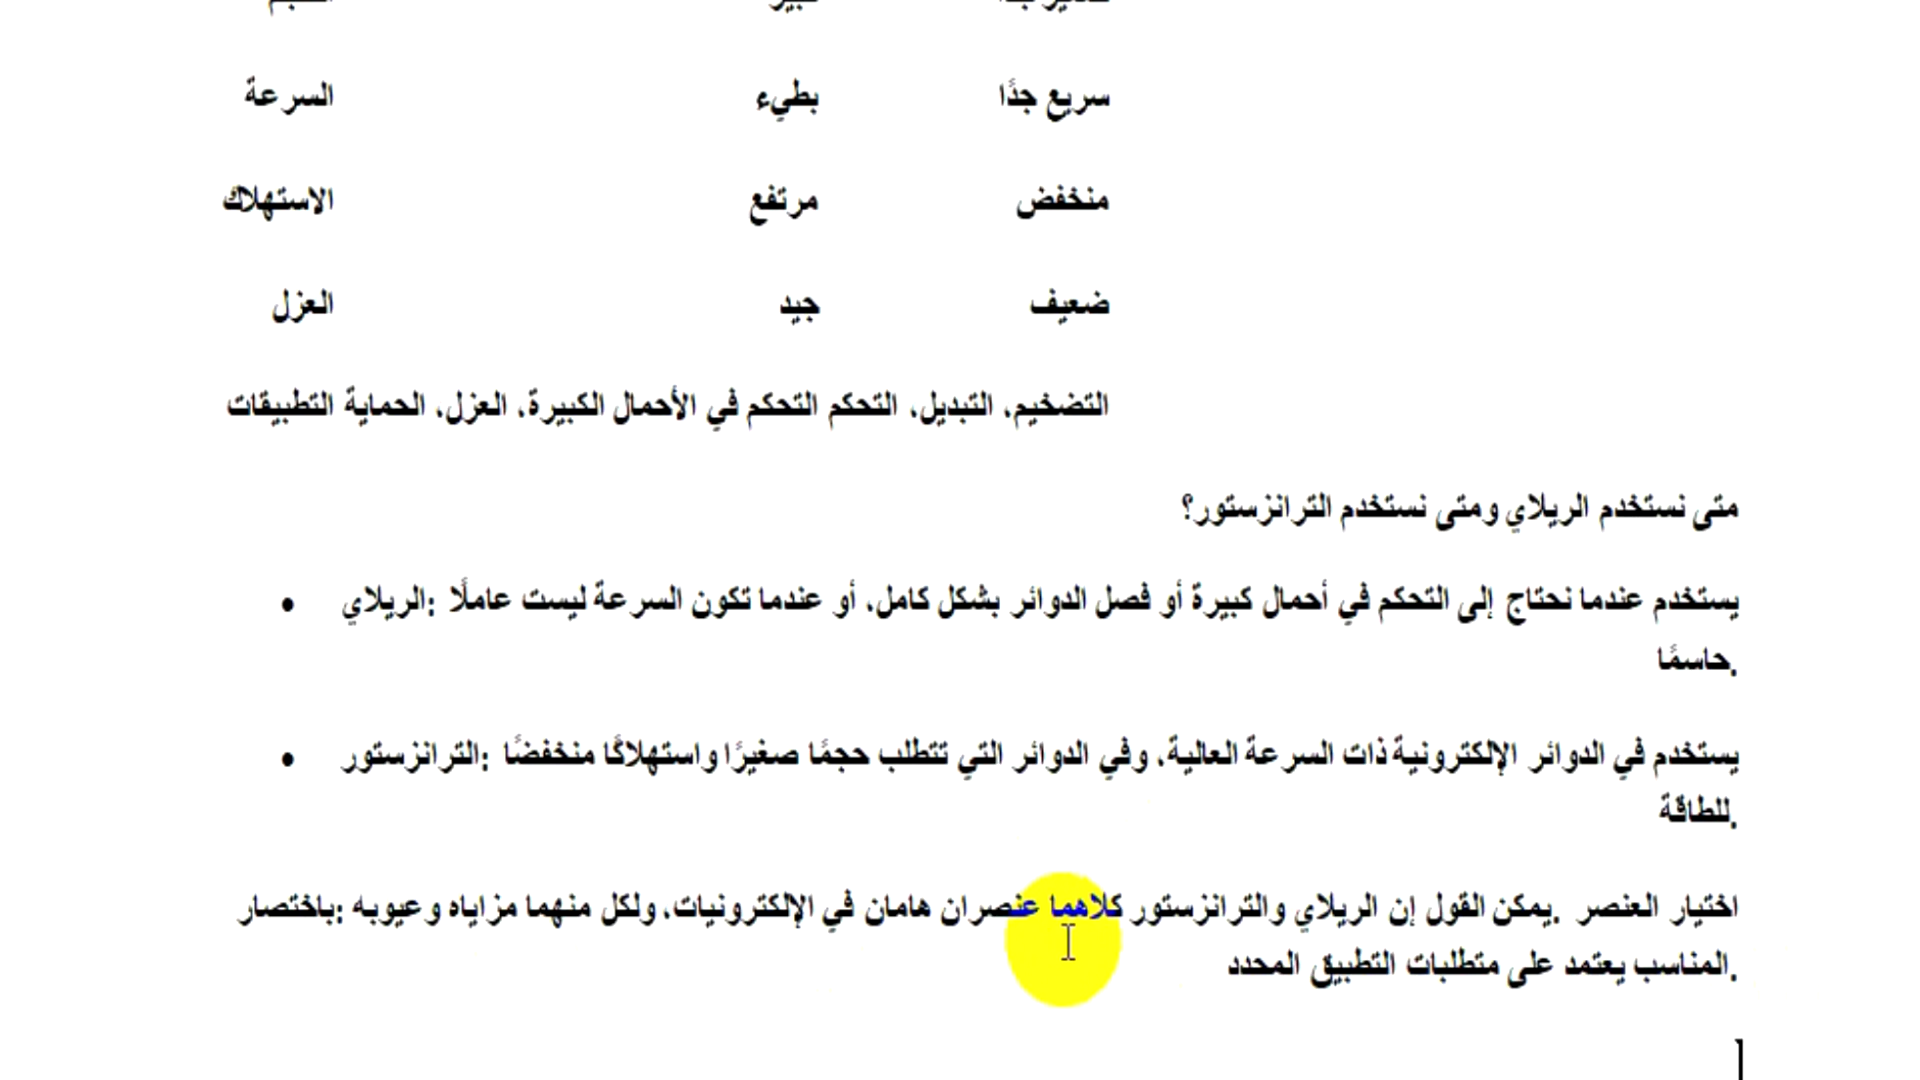 السرعة بطيء سريع جدًا
الاستهلاك مرتفع منخفض
العزل جيد ضعيف
التطبيقات التحكم في الأحمال الكبيرة، العزل، الحماية التضخيم، التبديل، التحكم
متى نستخدم الريلاي ومتى نستخدم الترانزستور؟
• الريلاي: يستخدم عندما نحتاج إلى التحكم في أحمال كبيرة أو فصل الدوائر بشكل كامل، أو عندما تكون السرعة ليست عاملًا
حاسمًا.
• الترانزستور: يستخدم في الدوائر الإلكترونية ذات السرعة العالية، وفي الدوائر التي تتطلب حجمًا صغيرًا واستهلاكًا منخفضًا
للطاقة.
باختصار: يمكن القول إن الريلاي والترانزستور كلاهما عنصران هامان في الإلكترونيات، ولكل منهما مزاياه وعيوبه. اختيار العنصر
المناسب يعتمد على متطلبات التطبيق المحدد.